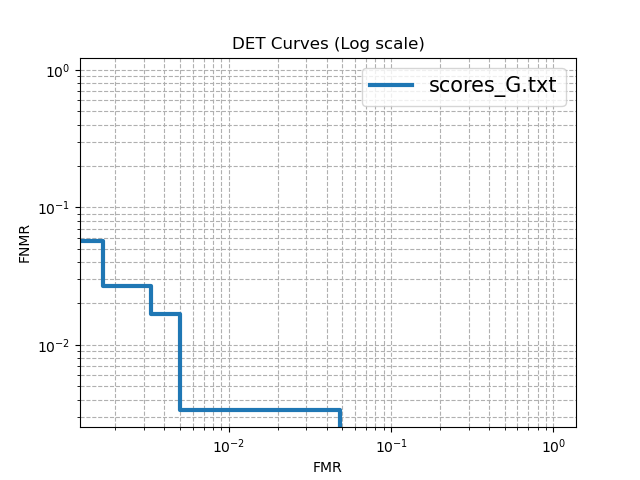 DET Curves (Log scale)
scores_G.txt
FNMR
10⁰
10⁻¹
10⁻²
10⁻²
10⁻¹
10⁰
FMR